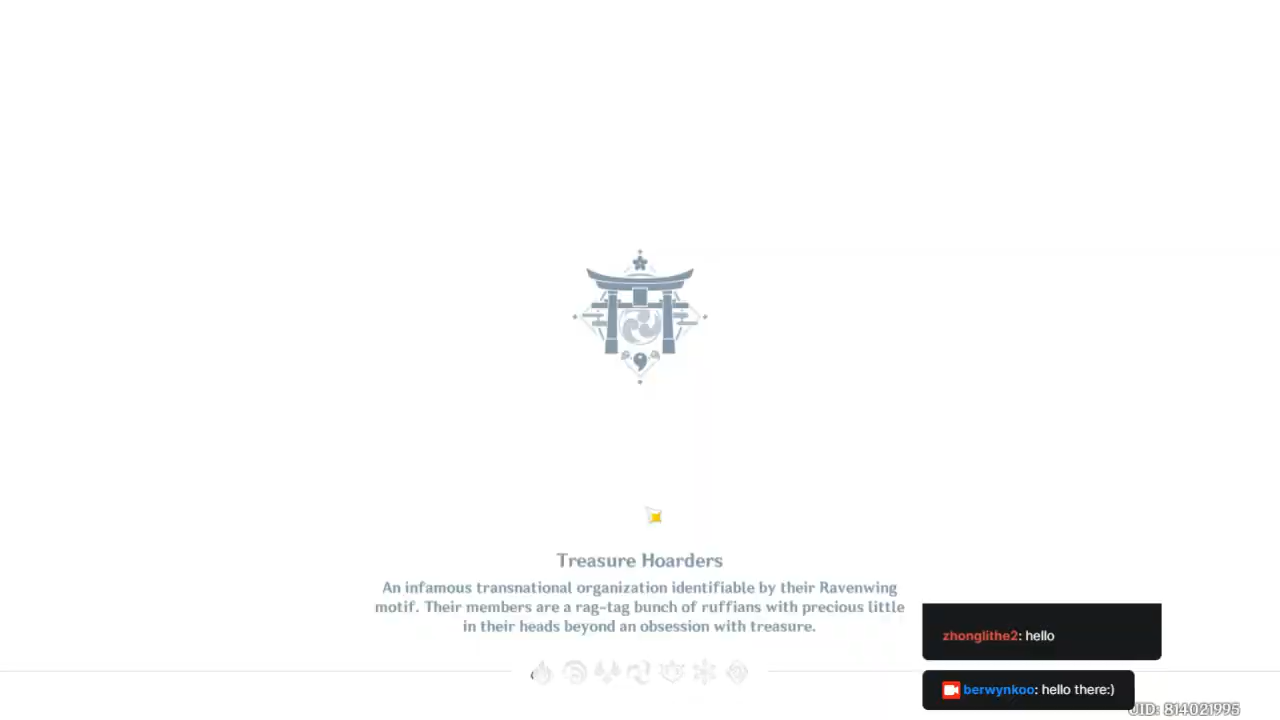 Treasure Hoarders
An infamous transnational organization identifiable by their Ravenwing
motif. Their members are a rag-tag bunch of ruffians with precious little
in their heads beyond an obsession with treasure.
zhonglithe2: hello
berwynkoo: hello there:)
UID: 814021995